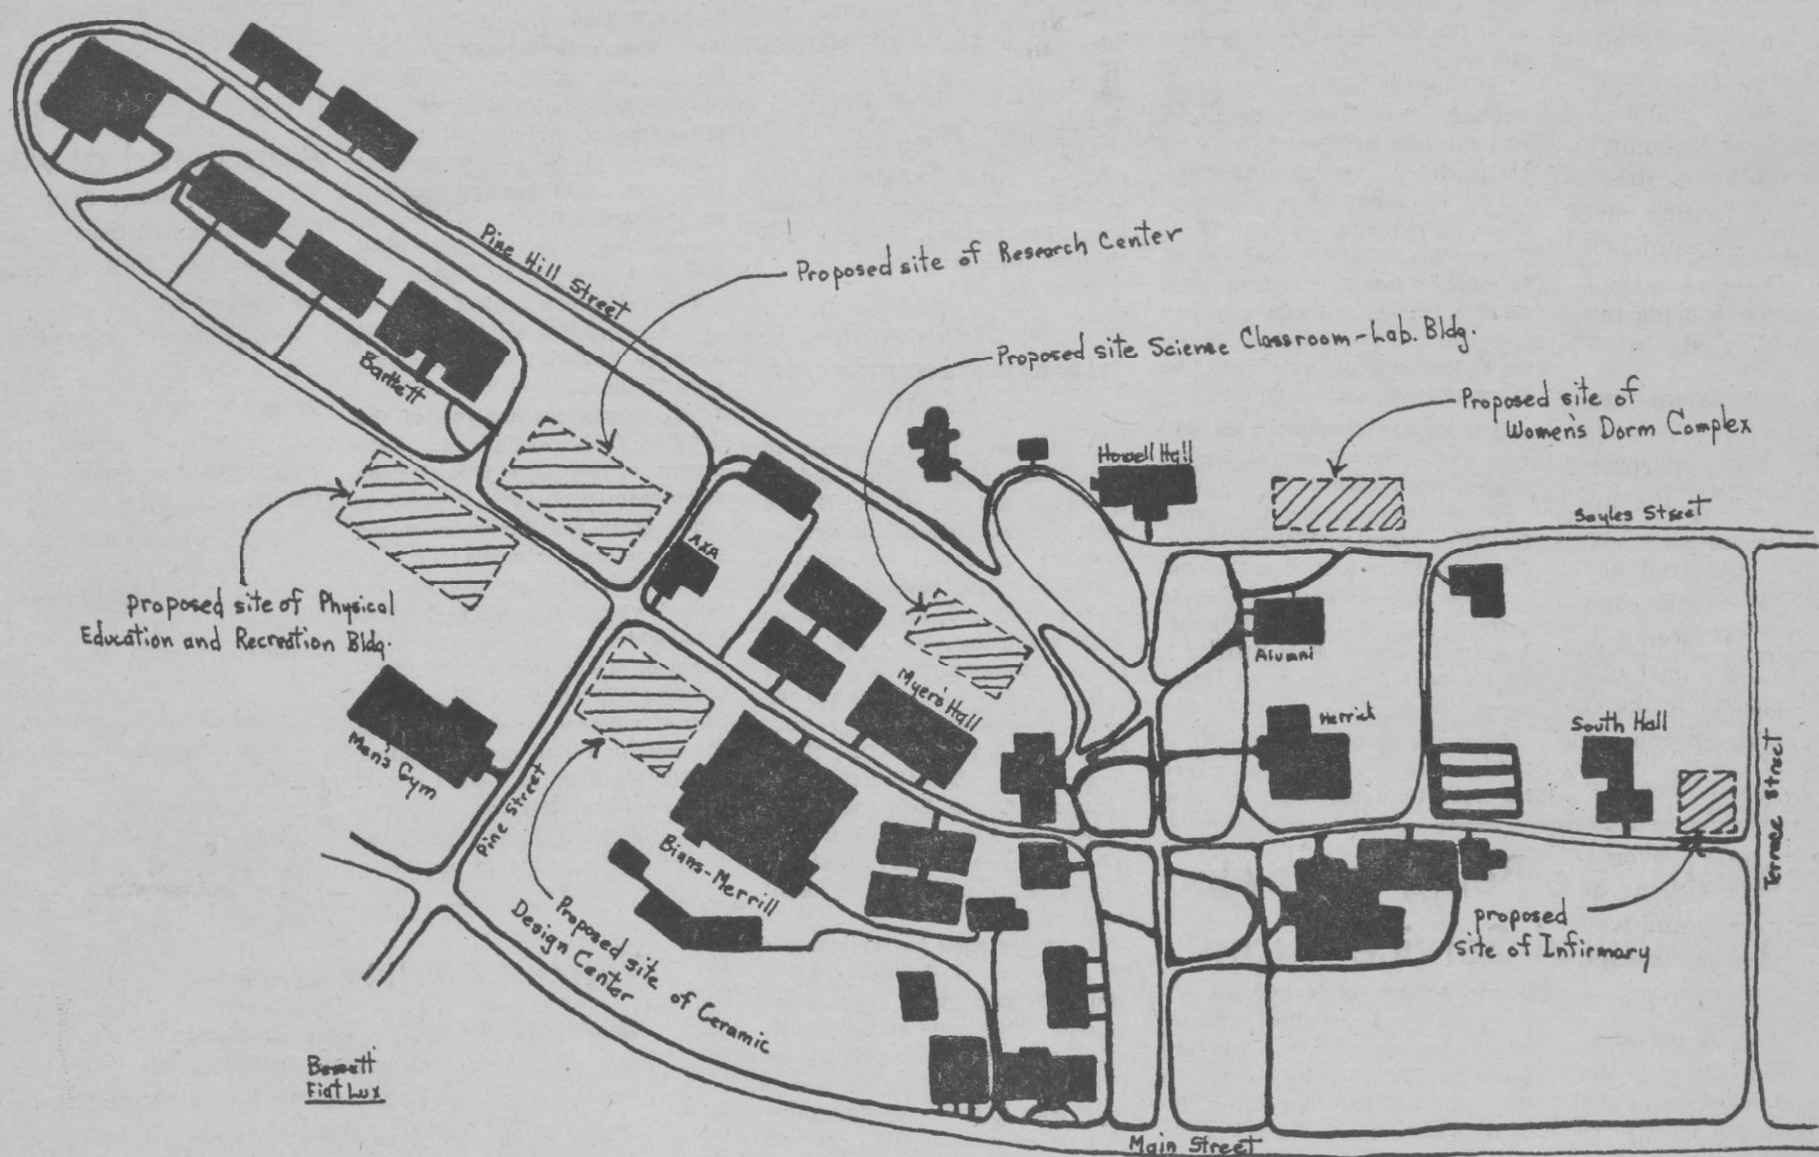 Pine Hill Street
Proposed site of Research Center
Proposed site Science Classroom-Lab. Bldg.
Proposed site of
Women's Dorm Complex
Howell Hall
Sayles Street
Bartlett
AXA
proposed site of Physical
Education and Recreation Bldg.
Alumni
Myers Hall
Herrick
South Hall
Men's Gym
Pine Street
Terrace Street
Binns-Merrill
Proposed site of Ceramic
Design Center
proposed
site of Infirmary
Fiat Lux
Main Street